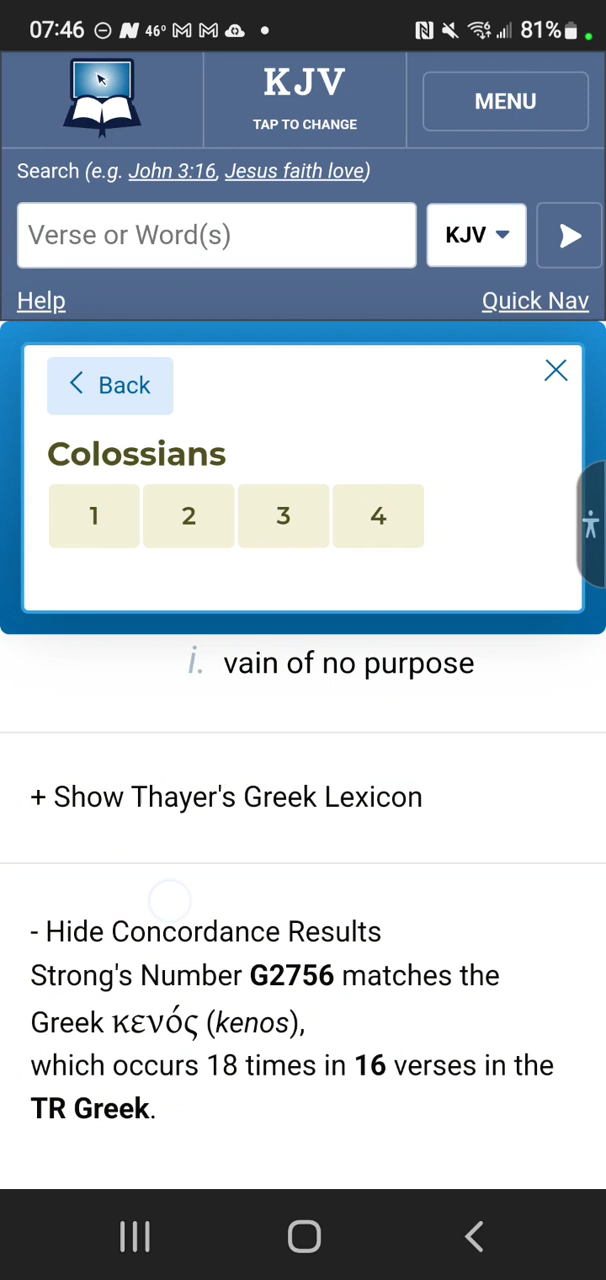 07:46 46° 81%
KJV
TAP TO CHANGE
MENU
Search (e.g. John 3:16, Jesus faith love)
Verse or Word(s)
KJV
Help
Quick Nav
Back
Colossians
1 2 3 4
i. vain of no purpose
+ Show Thayer's Greek Lexicon
- Hide Concordance Results
Strong's Number G2756 matches the
Greek κενός (kenos),
which occurs 18 times in 16 verses in the
TR Greek.